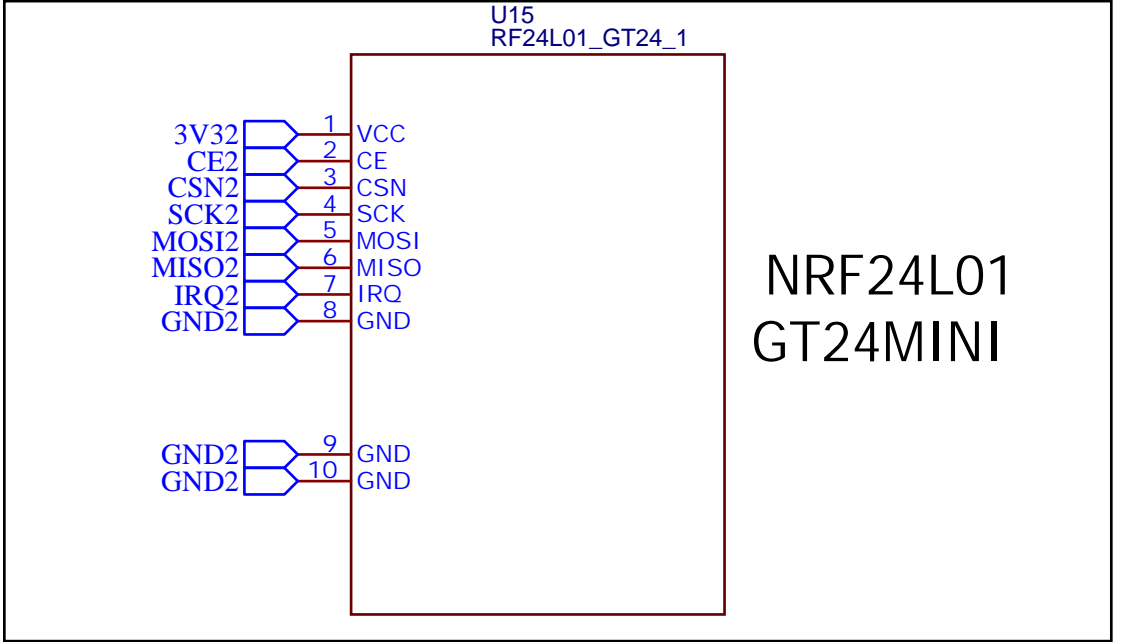 U15
RF24L01_GT24_1
3V32 1 VCC
CE2 2 CE
CSN2 3 CSN
SCK2 4 SCK
MOSI2 5 MOSI
MISO2 6 MISO
IRQ2 7 IRQ
GND2 8 GND
NRF24L01
GT24MINI
GND2 9 GND
GND2 10 GND